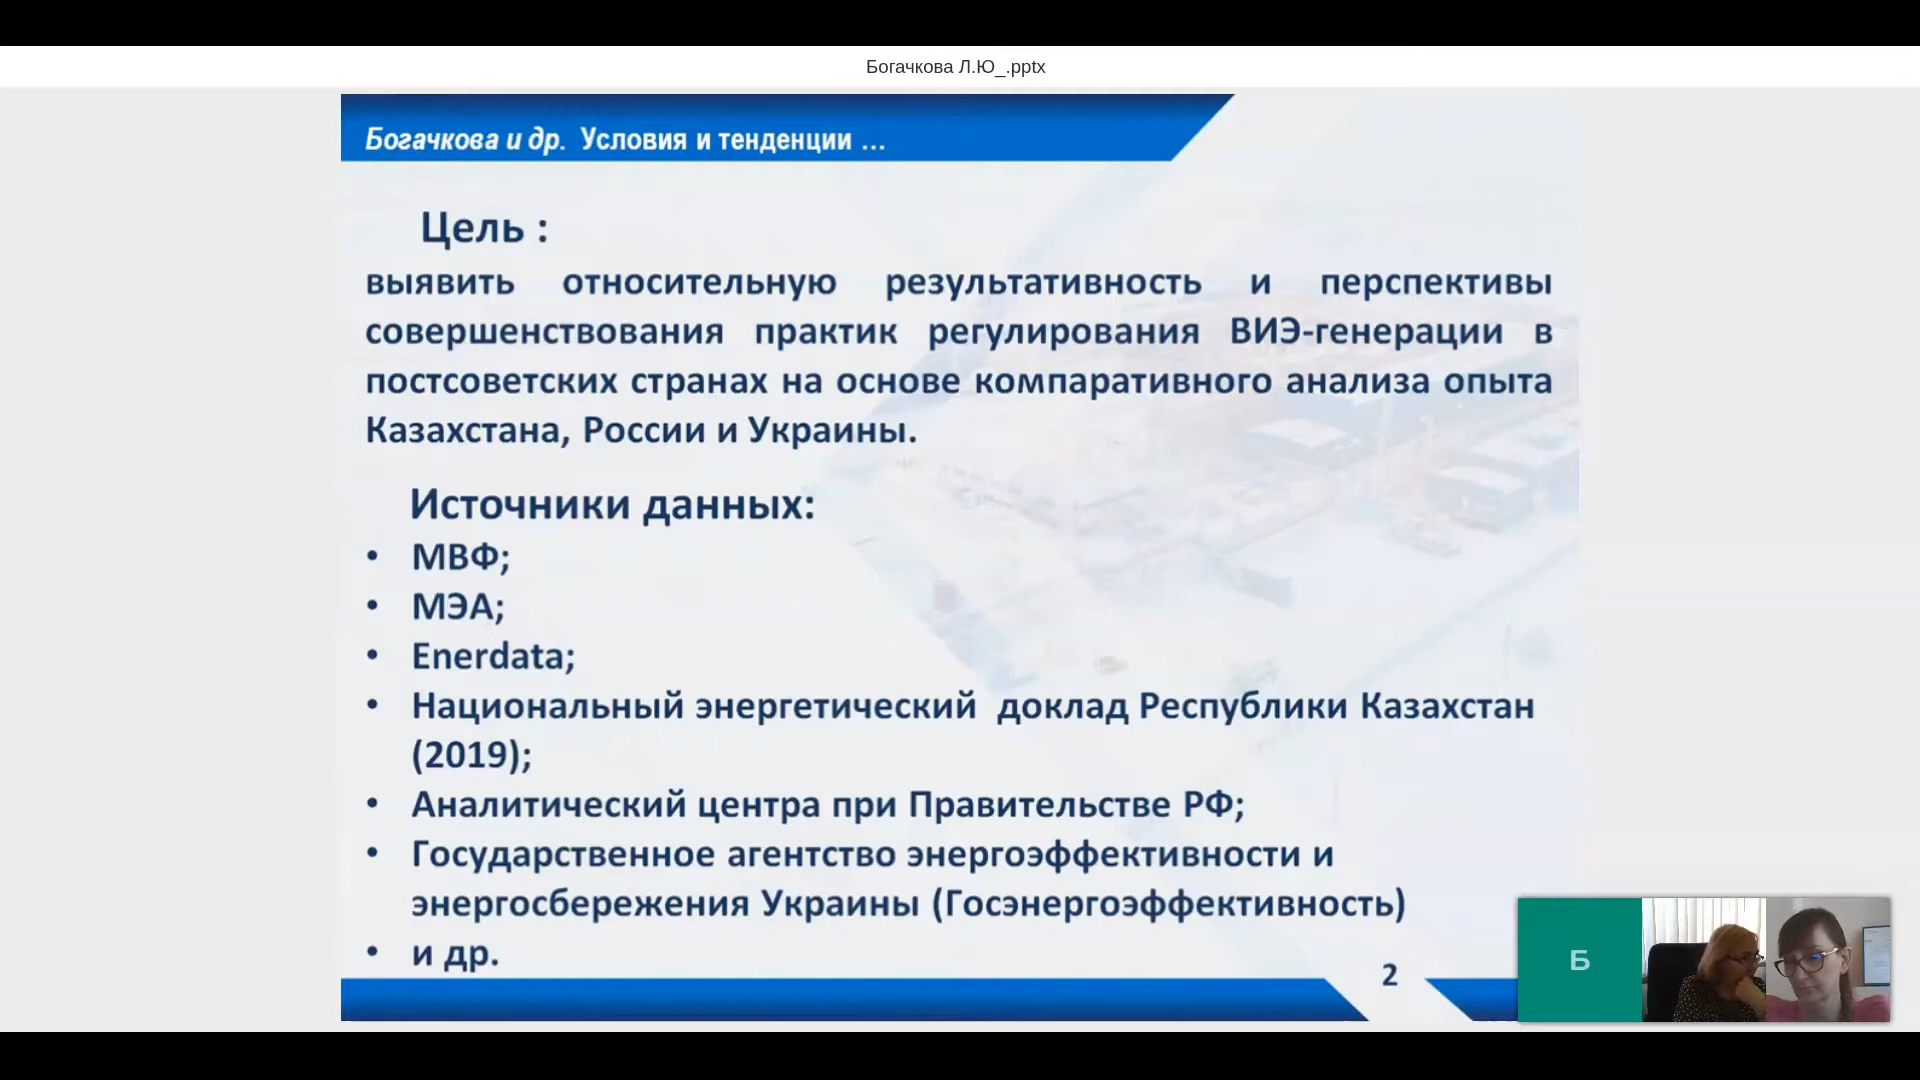 Богачкова Л.Ю_.pptx
Богачкова и др. Условия и тенденции ...
Цель :
выявить относительную результативность и перспективы
совершенствования практик регулирования ВИЭ-генерации в
постсоветских странах на основе компаративного анализа опыта
Казахстана, России и Украины.
Источники данных:
• МВФ;
• МЭА;
• Enerdata;
• Национальный энергетический доклад Республики Казахстан
(2019);
• Аналитический центра при Правительстве РФ;
• Государственное агентство энергоэффективности и
энергосбережения Украины (Госэнергоэффективность)
• и др.
2
Б